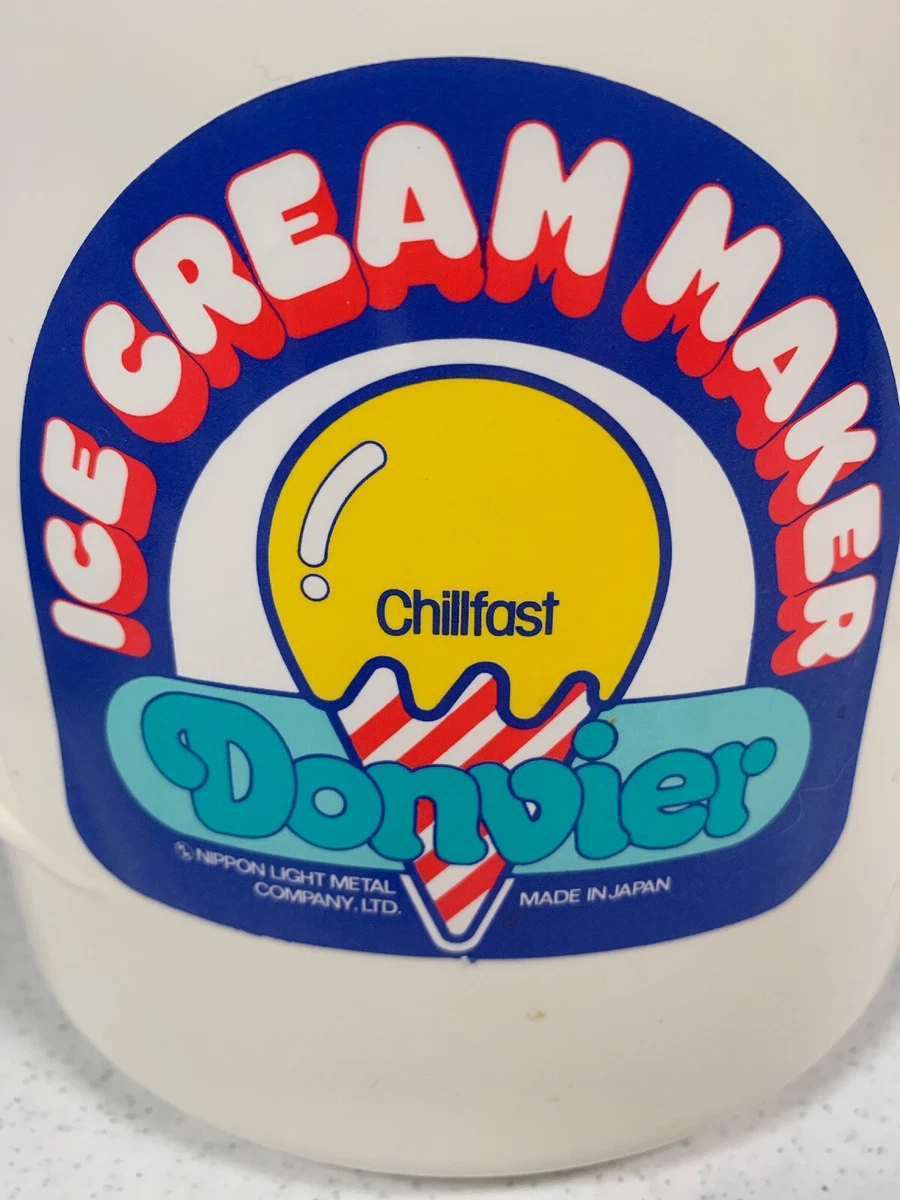 ICE CREAM MAKER
Chillfast
Donvier
NIPPON LIGHT METAL
COMPANY, LTD.
MADE IN JAPAN